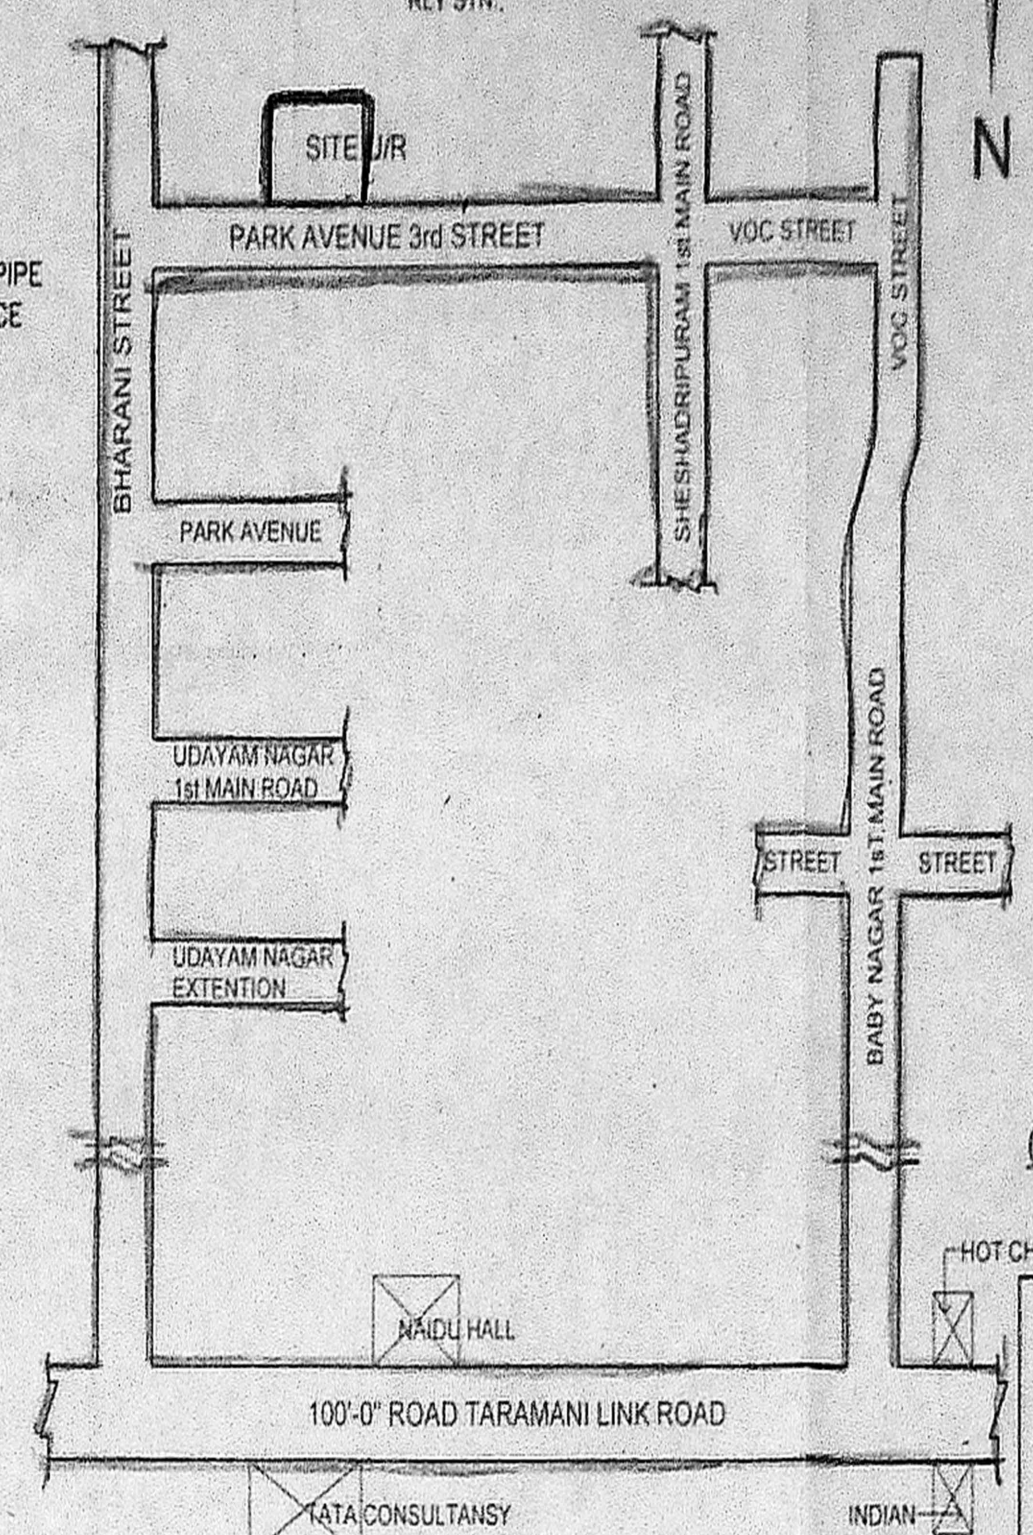 RLY STN.,
N
SITE U/R
PARK AVENUE 3rd STREET
VOC STREET
SHESHADRIPURAM 1st MAIN ROAD
VOC STREET
PIPE
BHARANI STREET
PARK AVENUE
UDAYAM NAGAR
1st MAIN ROAD
STREET
STREET
BABY NAGAR 1sT.MAIN ROAD
UDAYAM NAGAR
EXTENTION
HOT CH
NAIDU HALL
100'-0" ROAD TARAMANI LINK ROAD
TATA CONSULTANSY
INDIAN